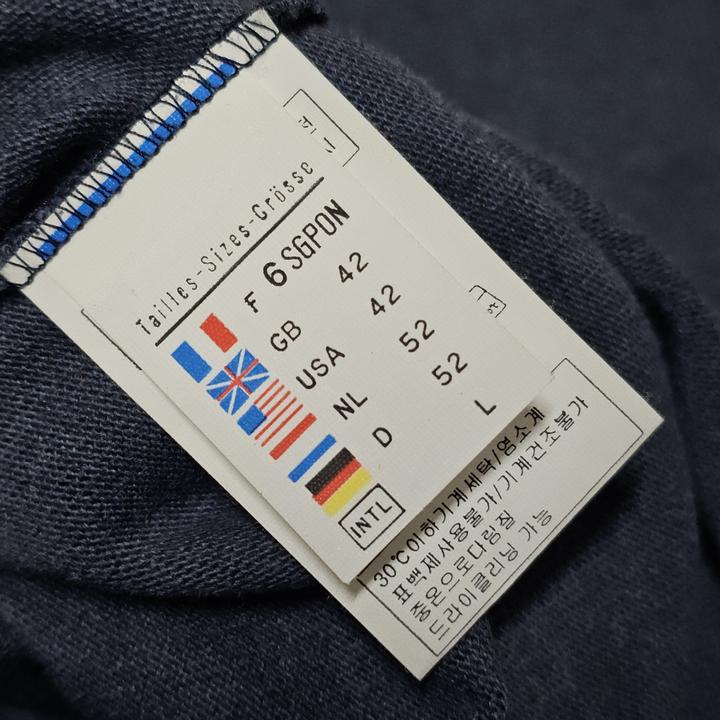 Tailles-Sizes-Grösse
F 6 SGPON
GB 42
USA 42
NL 52
D 52
INTL L
30℃이하기계세탁/염소계
표백제사용불가/기계건조불가
중온으로다림질
드라이클리닝 가능